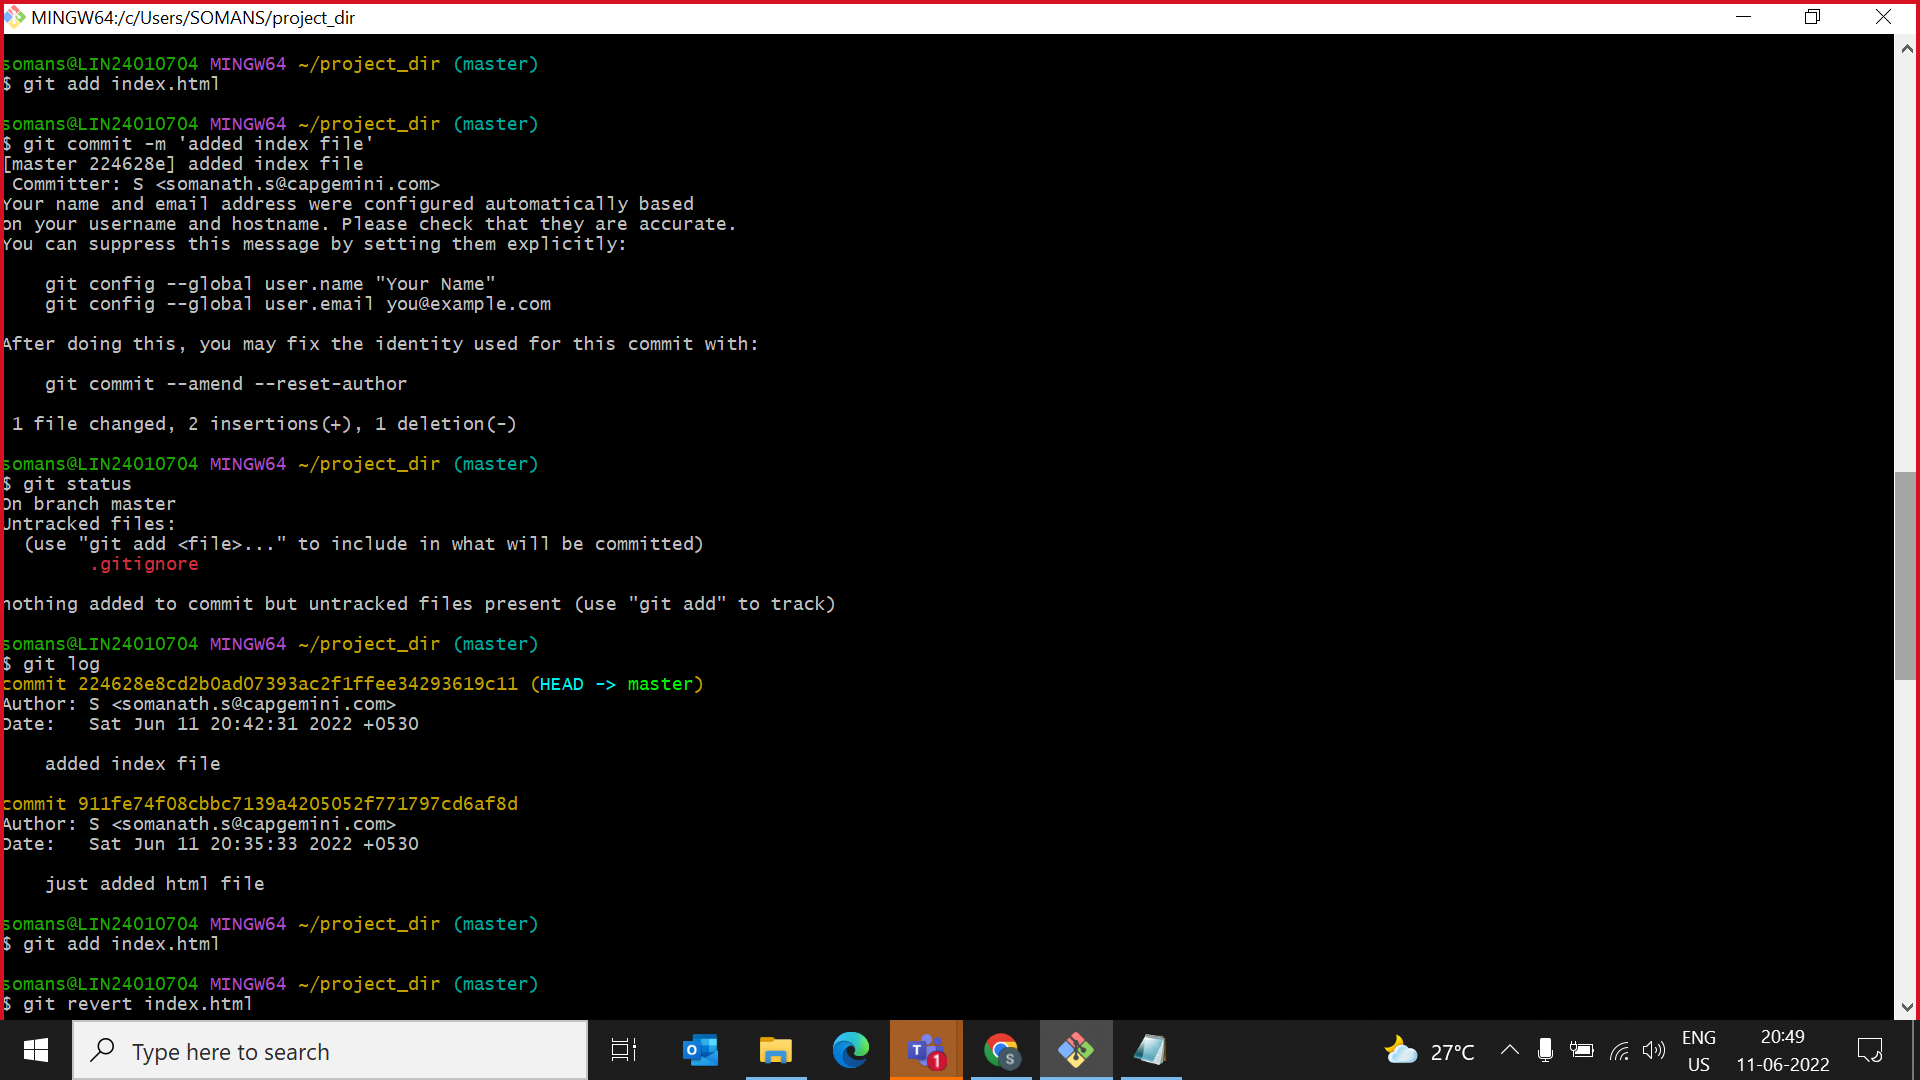 MINGW64:/c/Users/SOMANS/project_dir
somans@LIN24010704 MINGW64 ~/project_dir (master)
$ git add index.html
somans@LIN24010704 MINGW64 ~/project_dir (master)
$ git commit -m 'added index file'
[master 224628e] added index file
 Committer: S <somanath.s@capgemini.com>
Your name and email address were configured automatically based
on your username and hostname. Please check that they are accurate.
You can suppress this message by setting them explicitly:
    git config --global user.name "Your Name"
    git config --global user.email you@example.com
After doing this, you may fix the identity used for this commit with:
    git commit --amend --reset-author
 1 file changed, 2 insertions(+), 1 deletion(-)
somans@LIN24010704 MINGW64 ~/project_dir (master)
$ git status
On branch master
Untracked files:
  (use "git add <file>..." to include in what will be committed)
        .gitignore
nothing added to commit but untracked files present (use "git add" to track)
somans@LIN24010704 MINGW64 ~/project_dir (master)
$ git log
commit 224628e8cd2b0ad07393ac2f1ffee34293619c11 (HEAD -> master)
Author: S <somanath.s@capgemini.com>
Date:   Sat Jun 11 20:42:31 2022 +0530
    added index file
commit 911fe74f08cbbc7139a4205052f771797cd6af8d
Author: S <somanath.s@capgemini.com>
Date:   Sat Jun 11 20:35:33 2022 +0530
    just added html file
somans@LIN24010704 MINGW64 ~/project_dir (master)
$ git add index.html
somans@LIN24010704 MINGW64 ~/project_dir (master)
$ git revert index.html
Type here to search
1
S
27°C
ENG
US
20:49
11-06-2022